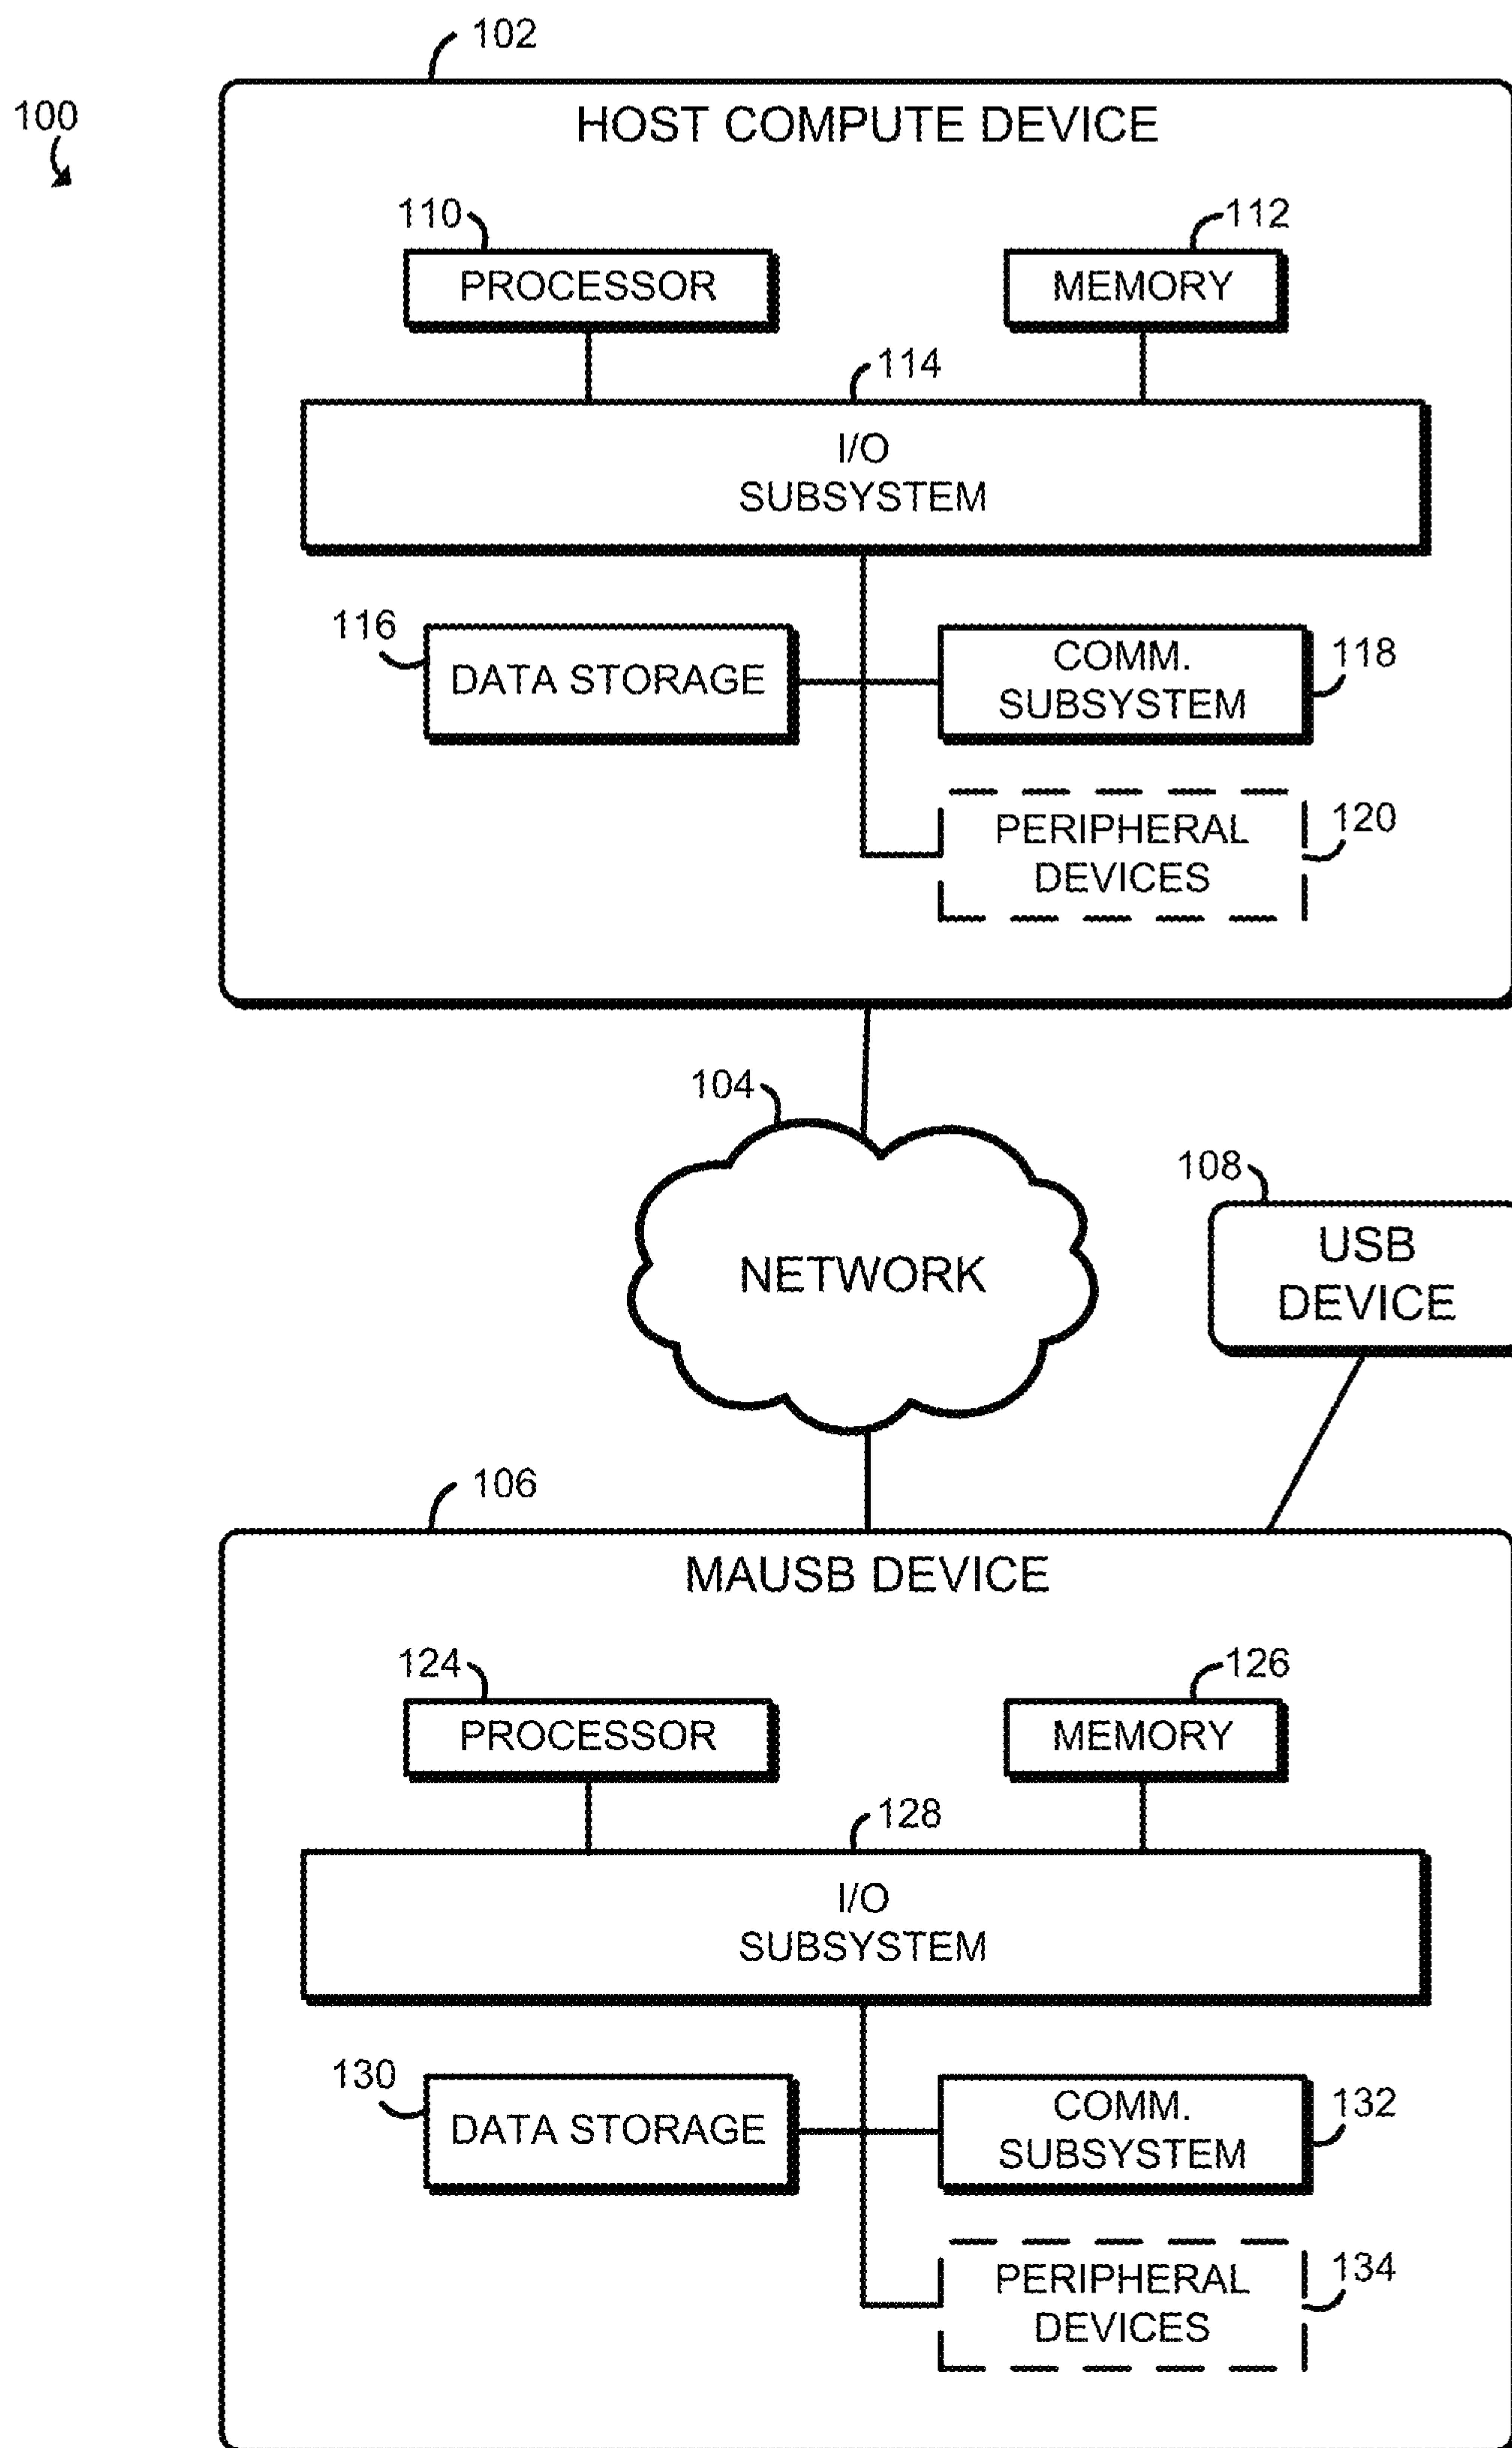 102
100
HOST COMPUTE DEVICE
110
112
PROCESSOR
MEMORY
114
I/O
SUBSYSTEM
116
DATA STORAGE
COMM.
SUBSYSTEM
118
PERIPHERAL
DEVICES
120
104
NETWORK
108
USB
DEVICE
106
MAUSB DEVICE
124
126
PROCESSOR
MEMORY
128
I/O
SUBSYSTEM
130
DATA STORAGE
COMM.
SUBSYSTEM
132
PERIPHERAL
DEVICES
134